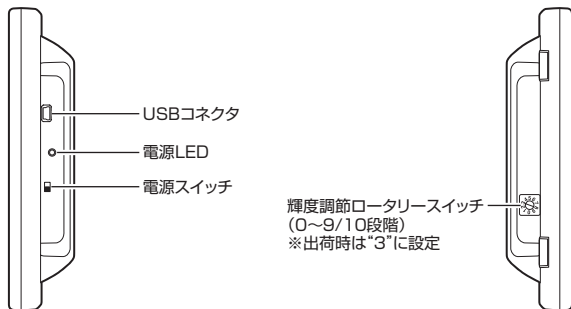 USBコネクタ
電源LED
電源スイッチ
輝度調節ロータリースイッチ
(0〜9/10段階)
※出荷時は“3”に設定